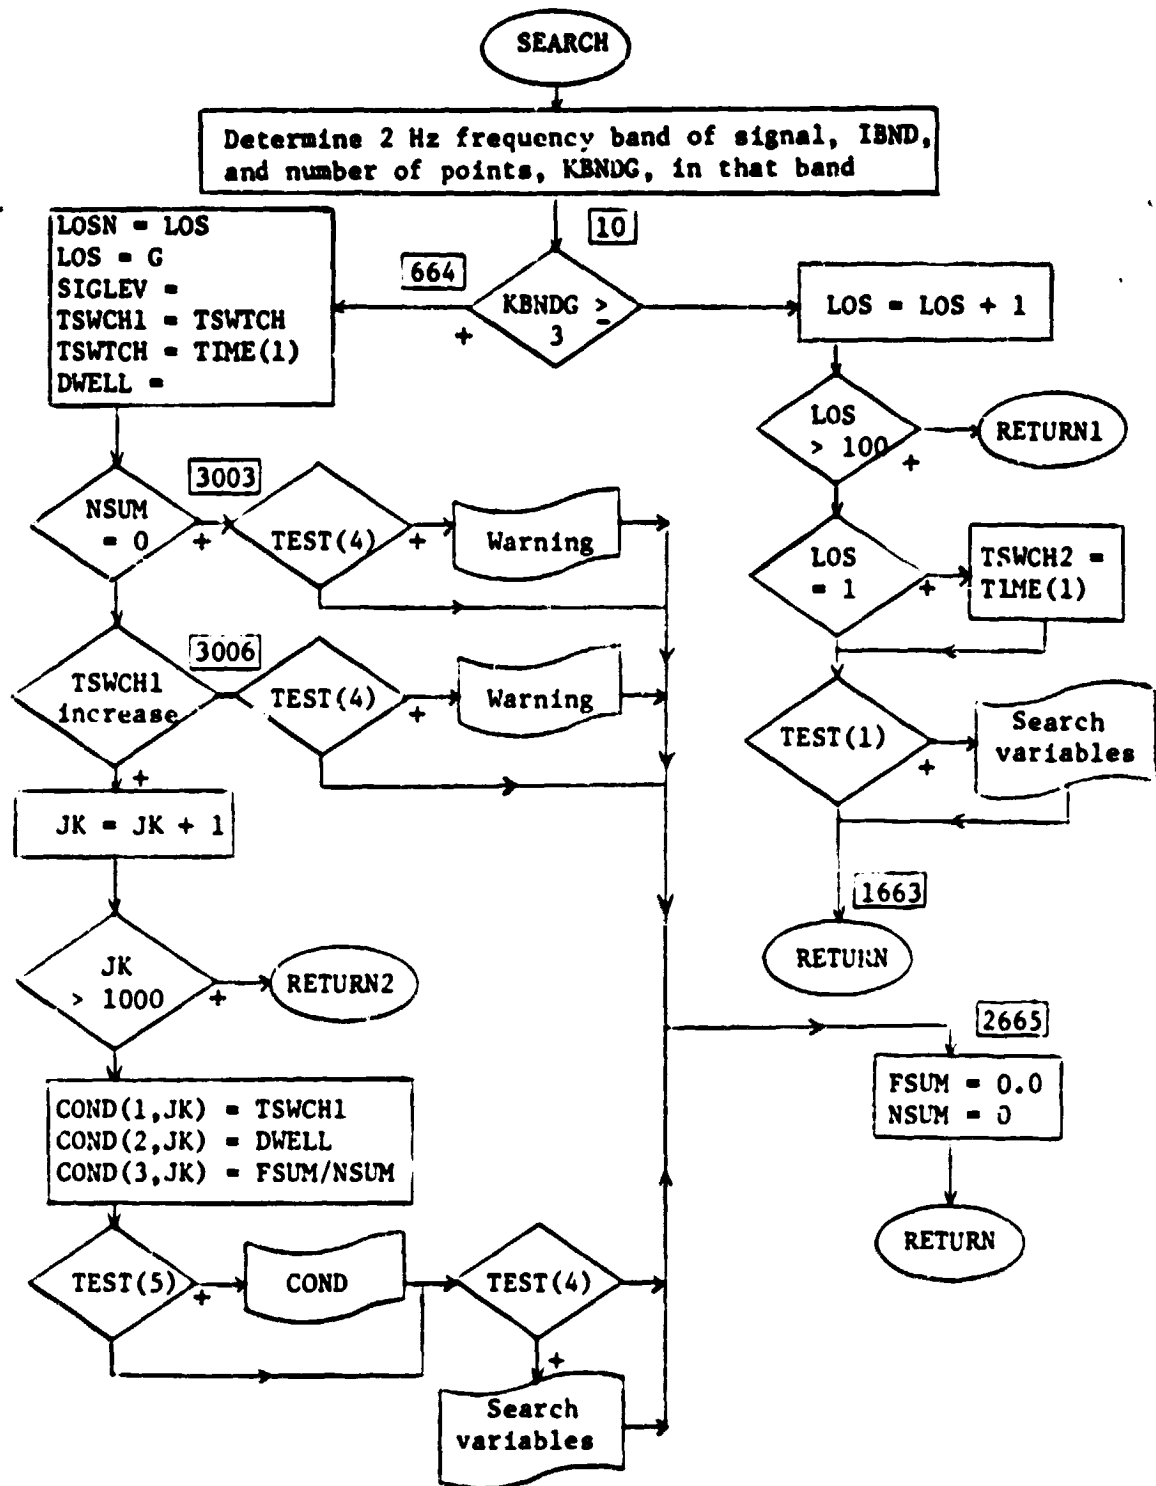 SEARCH
Determine 2 Hz frequency band of signal, IBND,
and number of points, KBNDG, in that band
10
LOSN = LOS
LOS = G
SIGLEV =
TSWCH1 = TSWTCH
TSWTCH = TIME(1)
DWELL =
664
+
KBNDG ≥
3
LOS = LOS + 1
LOS
> 100
+
RETURN1
NSUM
= 0
+
3003
TEST(4)
+
Warning
LOS
= 1
+
TSWCH2 =
TIME(1)
TSWCH1
increase
+
3006
TEST(4)
+
Warning
TEST(1)
+
Search
variables
JK = JK + 1
1663
RETURN
JK
> 1000
+
RETURN2
2665
FSUM = 0.0
NSUM = 0
RETURN
COND(1,JK) = TSWCH1
COND(2,JK) = DWELL
COND(3,JK) = FSUM/NSUM
TEST(5)
+
COND
TEST(4)
+
Search
variables